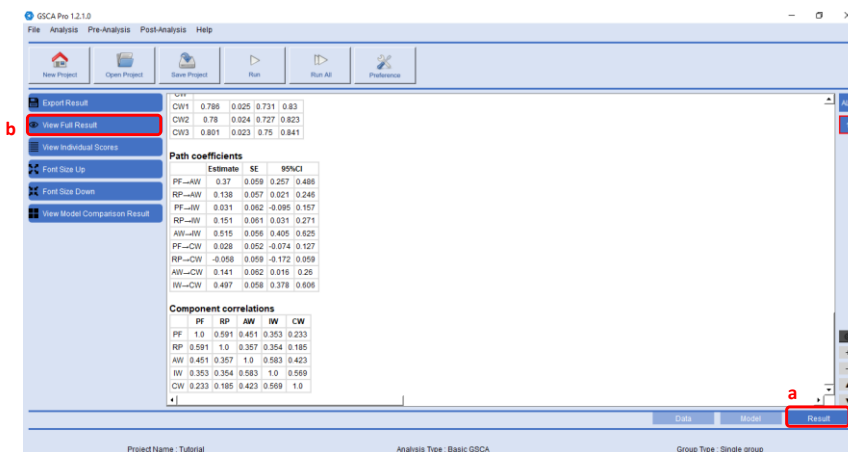 GSCA Pro 1.2.1.0
File Analysis Pre-Analysis Post-Analysis Help
New Project Open Project Save Project Run Run All Preference
Export Result
b View Full Result
View Individual Scores
Font Size Up
Font Size Down
View Model Comparison Result
CW
CW1 0.786 0.025 0.731 0.83
CW2 0.78 0.024 0.727 0.823
CW3 0.801 0.023 0.75 0.841
Path coefficients
Estimate SE 95%CI
PF→AW 0.37 0.059 0.257 0.486
RP→AW 0.138 0.057 0.021 0.246
PF→IW 0.031 0.062 -0.095 0.157
RP→IW 0.151 0.061 0.031 0.271
AW→IW 0.515 0.056 0.405 0.625
PF→CW 0.028 0.052 -0.074 0.127
RP→CW -0.058 0.059 -0.172 0.059
AW→CW 0.141 0.062 0.016 0.26
IW→CW 0.497 0.058 0.378 0.606
Component correlations
PF RP AW IW CW
PF 1.0 0.591 0.451 0.353 0.233
RP 0.591 1.0 0.357 0.354 0.185
AW 0.451 0.357 1.0 0.583 0.423
IW 0.353 0.354 0.583 1.0 0.569
CW 0.233 0.185 0.423 0.569 1.0
a
Data Model Result
Project Name : Tutorial Analysis Type : Basic GSCA Group Type : Single group